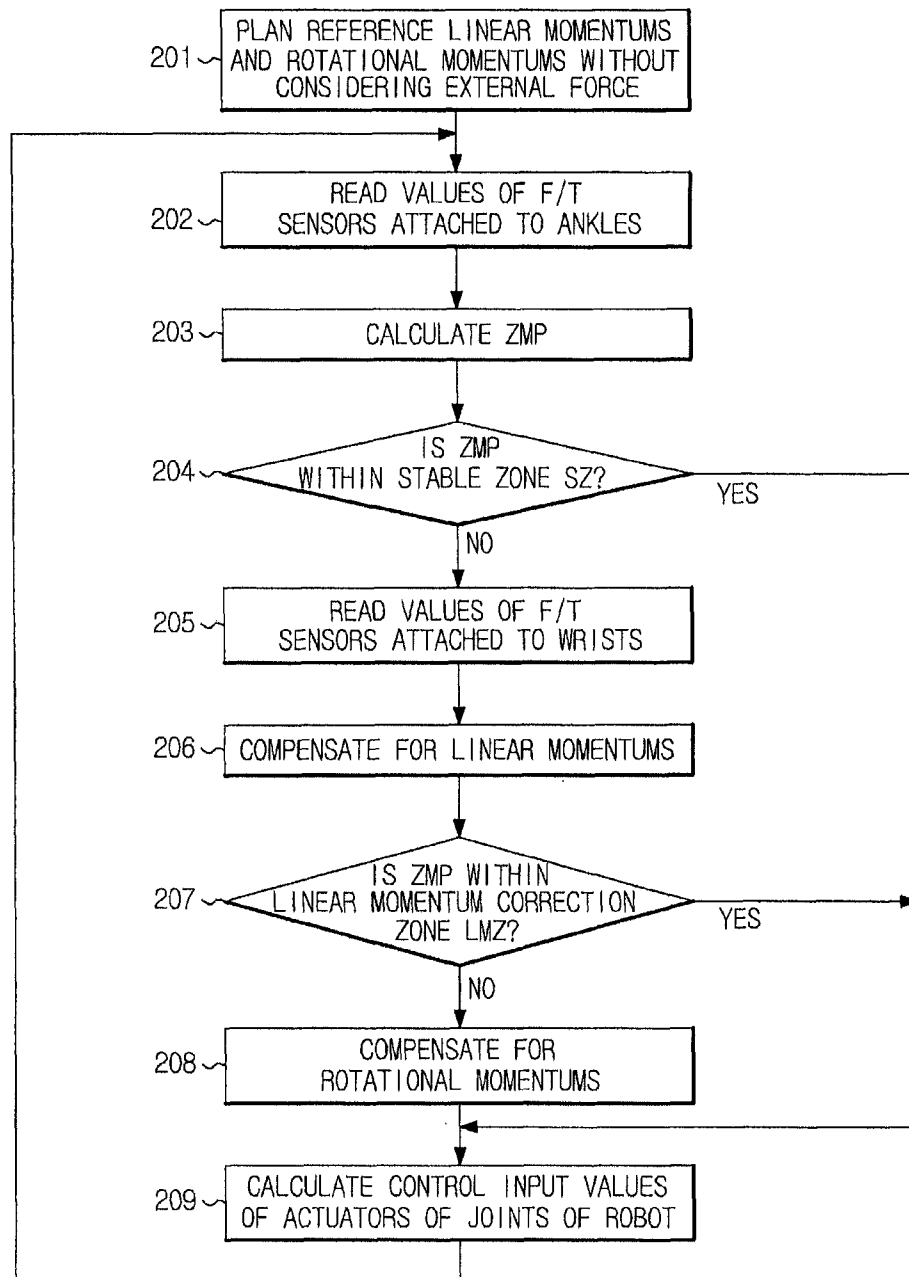 PLAN REFERENCE LINEAR MOMENTUMS
201 AND ROTATIONAL MOMENTUMS WITHOUT
CONSIDERING EXTERNAL FORCE
READ VALUES OF F/T
202 SENSORS ATTACHED TO ANKLES
203 CALCULATE ZMP
IS ZMP
204 WITHIN STABLE ZONE SZ?
YES
NO
READ VALUES OF F/T
205 SENSORS ATTACHED TO WRISTS
206 COMPENSATE FOR LINEAR MOMENTUMS
IS ZMP WITHIN
207 LINEAR MOMENTUM CORRECTION
ZONE LMZ?
YES
NO
COMPENSATE FOR
208 ROTATIONAL MOMENTUMS
CALCULATE CONTROL INPUT VALUES
209 OF ACTUATORS OF JOINTS OF ROBOT